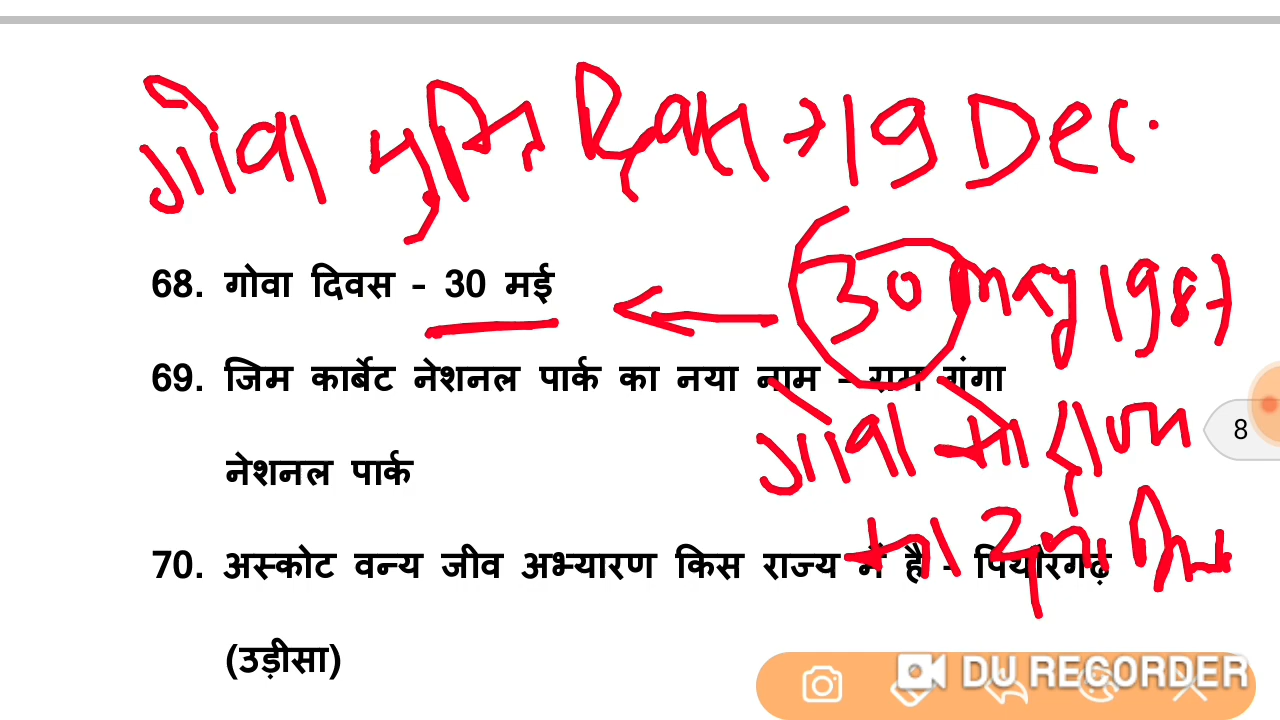 गोवा मुक्ति दिवस → 19 Dec.
68. गोवा दिवस - 30 मई
30 may 1987
69. जिम कार्बेट नेशनल पार्क का नया नाम - राम गंगा
गोवा को राज्य
नेशनल पार्क
का दर्जा
70. अस्कोट वन्य जीव अभ्यारण किस राज्य में है -
(उड़ीसा)
8
DU RECORDER